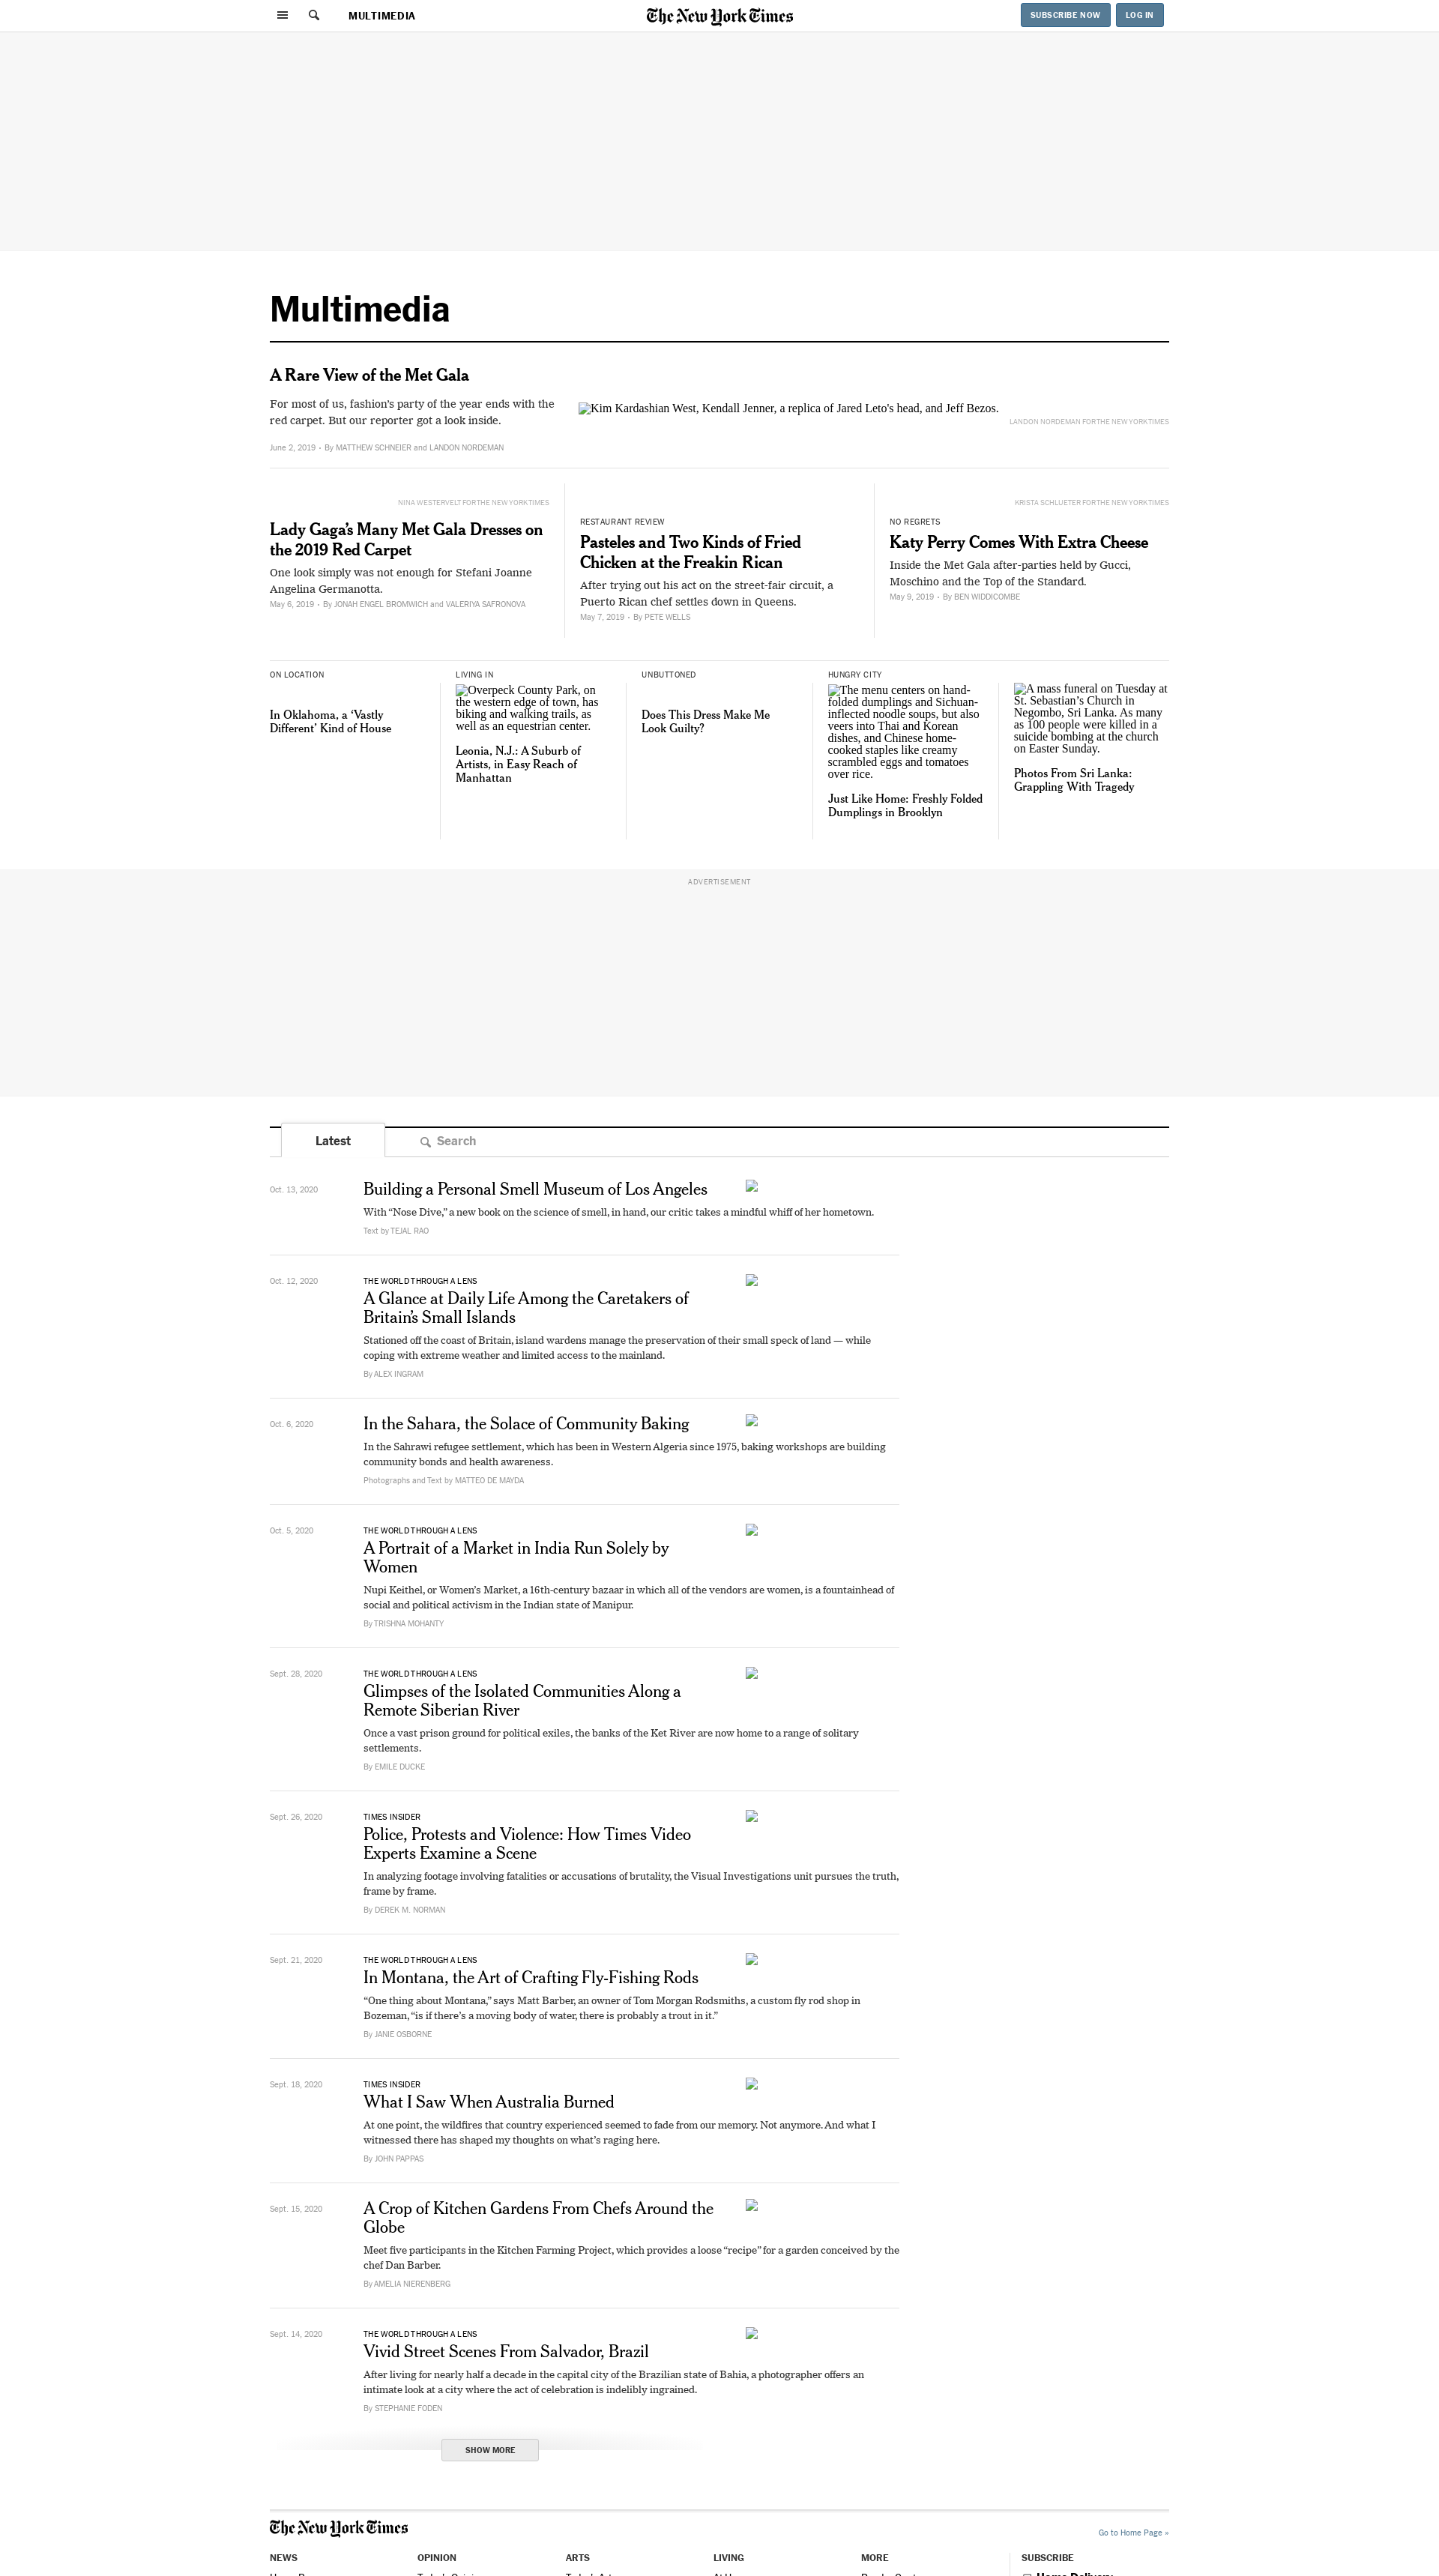 MULTIMEDIA
The New York Times
SUBSCRIBE NOW
LOG IN
Multimedia
A Rare View of the Met Gala
For most of us, fashion's party of the year ends with the
red carpet. But our reporter got a look inside.
June 2, 2019 • By MATTHEW SCHNEIER and LANDON NORDEMAN
Kim Kardashian West, Kendall Jenner, a replica of Jared Leto's head, and Jeff Bezos.
LANDON NORDEMAN FOR THE NEW YORK TIMES
NINA WESTERVELT FOR THE NEW YORK TIMES
Lady Gaga’s Many Met Gala Dresses on
the 2019 Red Carpet
One look simply was not enough for Stefani Joanne
Angelina Germanotta.
May 6, 2019 • By JONAH ENGEL BROMWICH and VALERIYA SAFRONOVA
RESTAURANT REVIEW
Pasteles and Two Kinds of Fried
Chicken at the Freakin Rican
After trying out his act on the street-fair circuit, a
Puerto Rican chef settles down in Queens.
May 7, 2019 • By PETE WELLS
KRISTA SCHLUETER FOR THE NEW YORK TIMES
NO REGRETS
Katy Perry Comes With Extra Cheese
Inside the Met Gala after-parties held by Gucci,
Moschino and the Top of the Standard.
May 9, 2019 • By BEN WIDDICOMBE
ON LOCATION
In Oklahoma, a ‘Vastly
Different’ Kind of House
LIVING IN
Overpeck County Park, on
the western edge of town, has
biking and walking trails, as
well as an equestrian center.
Leonia, N.J.: A Suburb of
Artists, in Easy Reach of
Manhattan
UNBUTTONED
Does This Dress Make Me
Look Guilty?
HUNGRY CITY
The menu centers on hand-
folded dumplings and Sichuan-
inflected noodle soups, but also
veers into Thai and Korean
dishes, and Chinese home-
cooked staples like creamy
scrambled eggs and tomatoes
over rice.
Just Like Home: Freshly Folded
Dumplings in Brooklyn
A mass funeral on Tuesday at
St. Sebastian’s Church in
Negombo, Sri Lanka. As many
as 100 people were killed in a
suicide bombing at the church
on Easter Sunday.
Photos From Sri Lanka:
Grappling With Tragedy
ADVERTISEMENT
Latest
Search
Oct. 13, 2020
Building a Personal Smell Museum of Los Angeles
With “Nose Dive,” a new book on the science of smell, in hand, our critic takes a mindful whiff of her hometown.
Text by TEJAL RAO
Oct. 12, 2020
THE WORLD THROUGH A LENS
A Glance at Daily Life Among the Caretakers of
Britain’s Small Islands
Stationed off the coast of Britain, island wardens manage the preservation of their small speck of land — while
coping with extreme weather and limited access to the mainland.
By ALEX INGRAM
Oct. 6, 2020
In the Sahara, the Solace of Community Baking
In the Sahrawi refugee settlement, which has been in Western Algeria since 1975, baking workshops are building
community bonds and health awareness.
Photographs and Text by MATTEO DE MAYDA
Oct. 5, 2020
THE WORLD THROUGH A LENS
A Portrait of a Market in India Run Solely by
Women
Nupi Keithel, or Women’s Market, a 16th-century bazaar in which all of the vendors are women, is a fountainhead of
social and political activism in the Indian state of Manipur.
By TRISHNA MOHANTY
Sept. 28, 2020
THE WORLD THROUGH A LENS
Glimpses of the Isolated Communities Along a
Remote Siberian River
Once a vast prison ground for political exiles, the banks of the Ket River are now home to a range of solitary
settlements.
By EMILE DUCKE
Sept. 26, 2020
TIMES INSIDER
Police, Protests and Violence: How Times Video
Experts Examine a Scene
In analyzing footage involving fatalities or accusations of brutality, the Visual Investigations unit pursues the truth,
frame by frame.
By DEREK M. NORMAN
Sept. 21, 2020
THE WORLD THROUGH A LENS
In Montana, the Art of Crafting Fly-Fishing Rods
“One thing about Montana,” says Matt Barber, an owner of Tom Morgan Rodsmiths, a custom fly rod shop in
Bozeman, “is if there’s a moving body of water, there is probably a trout in it.”
By JANIE OSBORNE
Sept. 18, 2020
TIMES INSIDER
What I Saw When Australia Burned
At one point, the wildfires that country experienced seemed to fade from our memory. Not anymore. And what I
witnessed there has shaped my thoughts on what’s raging here.
By JOHN PAPPAS
Sept. 15, 2020
A Crop of Kitchen Gardens From Chefs Around the
Globe
Meet five participants in the Kitchen Farming Project, which provides a loose “recipe” for a garden conceived by the
chef Dan Barber.
By AMELIA NIERENBERG
Sept. 14, 2020
THE WORLD THROUGH A LENS
Vivid Street Scenes From Salvador, Brazil
After living for nearly half a decade in the capital city of the Brazilian state of Bahia, a photographer offers an
intimate look at a city where the act of celebration is indelibly ingrained.
By STEPHANIE FODEN
SHOW MORE
The New York Times
Go to Home Page »
NEWS
OPINION
ARTS
LIVING
MORE
SUBSCRIBE